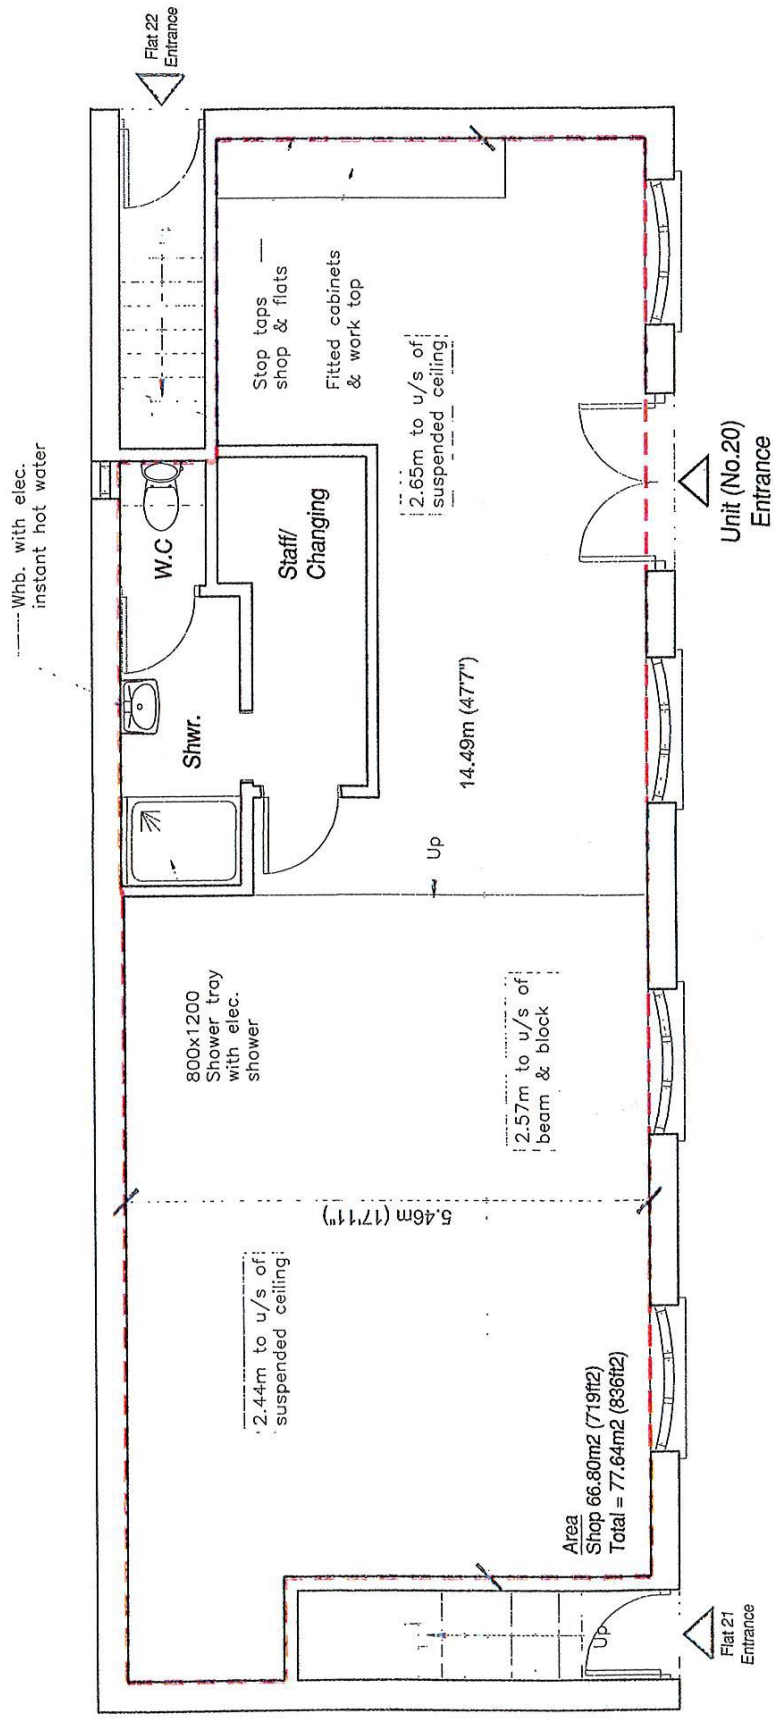 Flat 22
Entrance
Whb. with elec.
instant hot water
Stop taps
shop & flats
Fitted cabinets
& work top
2.65m to u/s of
suspended ceiling
W.C
Staff/
Changing
Shwr.
14.49m (47'7")
Up
Unit (No.20)
Entrance
800x1200
Shower tray
with elec.
shower
2.57m to u/s of
beam & block
5.46m (17'11")
2.44m to u/s of
suspended ceiling
Area
Shop 66.80m2 (719ft2)
Total = 77.64m2 (836ft2)
Up
Flat 21
Entrance